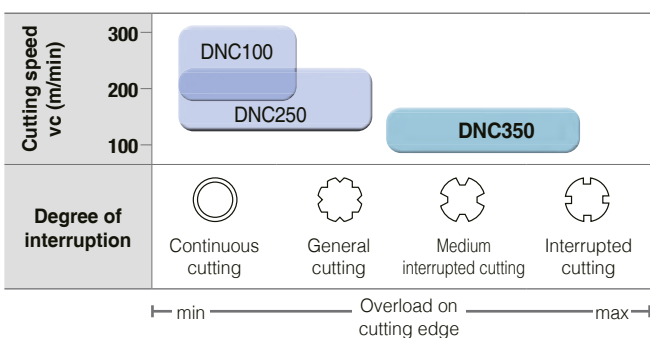 Cutting speed
vc (m/min)
300
200
100
DNC100
DNC250
DNC350
Degree of
interruption
Continuous
cutting
General
cutting
Medium
interrupted cutting
Interrupted
cutting
min
Overload on
cutting edge
max